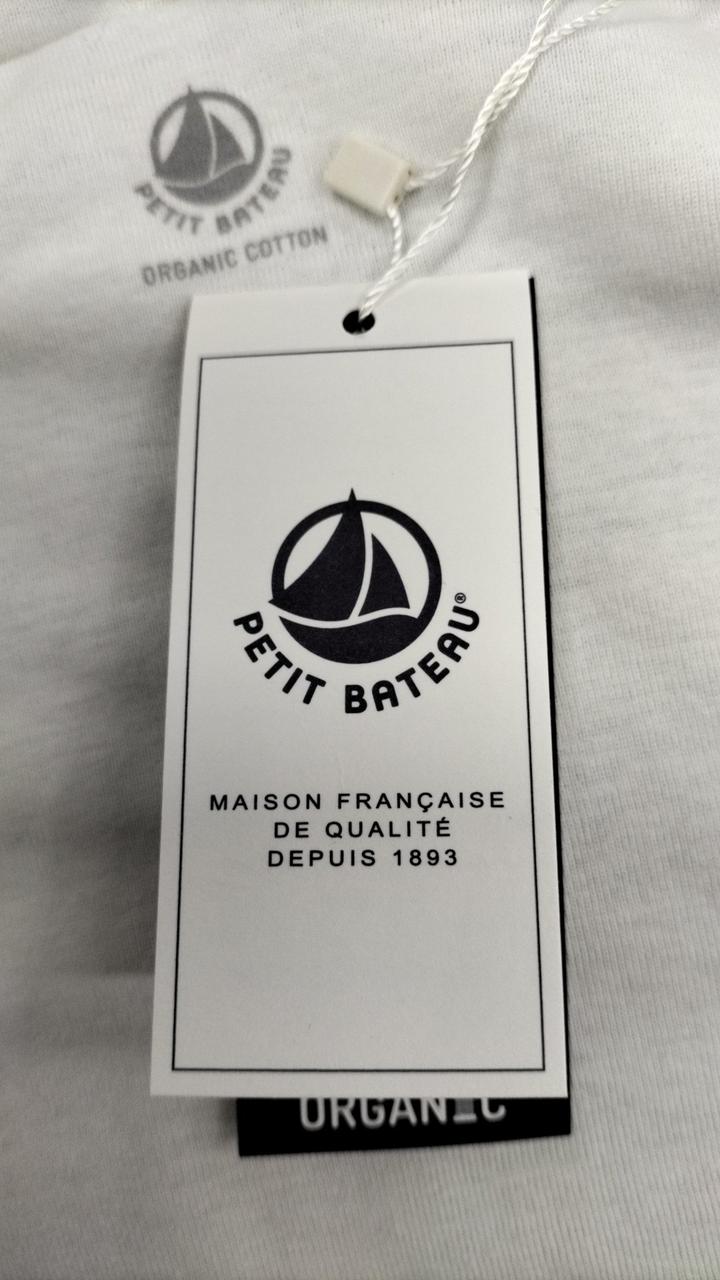 PETIT BATEAU
ORGANIC COTTON
PETIT BATEAU®
MAISON FRANÇAISE
DE QUALITÉ
DEPUIS 1893
ORGANIC